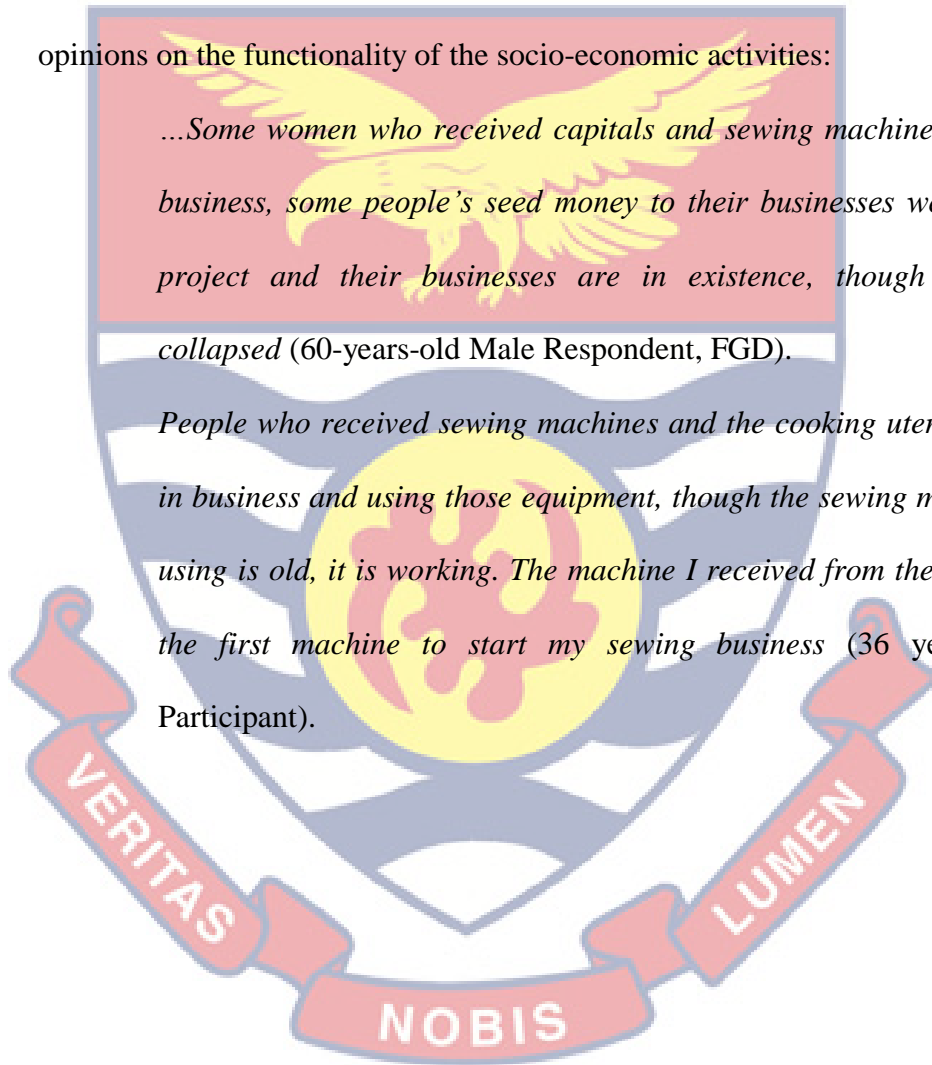 opinions on the functionality of the socio-economic activities:
...Some women who received capitals and sewing machine
business, some people's seed money to their businesses
project and their businesses are in existence, though
collapsed (60-years-old Male Respondent, FGD).
People who received sewing machines and the cooking
in business and using those equipment, though the sewing
using is old, it is working. The machine I received from the
the first machine to start my sewing business (36
Participant).
VERITAS
NOBIS
LUMEN